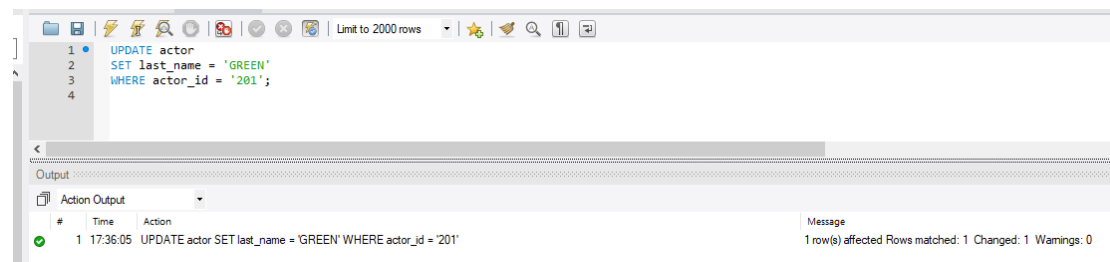 Limit to 2000 rows
1 UPDATE actor
2 SET last_name = 'GREEN'
3 WHERE actor_id = '201';
4
Output
Action Output
# Time Action Message
1 17:36:05 UPDATE actor SET last_name = 'GREEN' WHERE actor_id = '201' 1 row(s) affected Rows matched: 1 Changed: 1 Warnings: 0